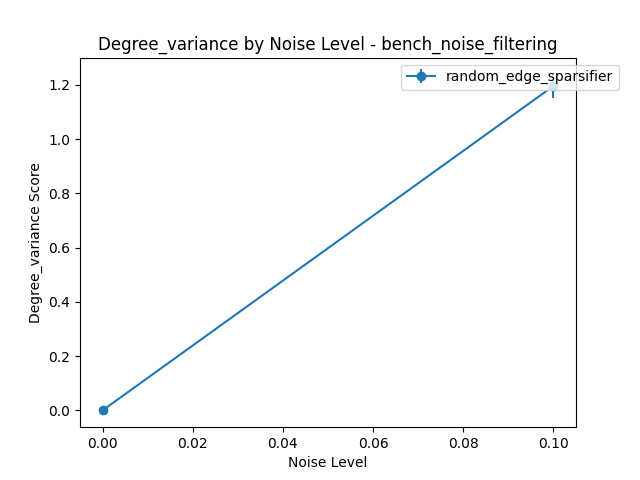 Degree_variance by Noise Level - bench_noise_filtering
random_edge_sparsifier
Degree_variance Score
1.2
1.0
0.8
0.6
0.4
0.2
0.0
0.00 0.02 0.04 0.06 0.08 0.10
Noise Level